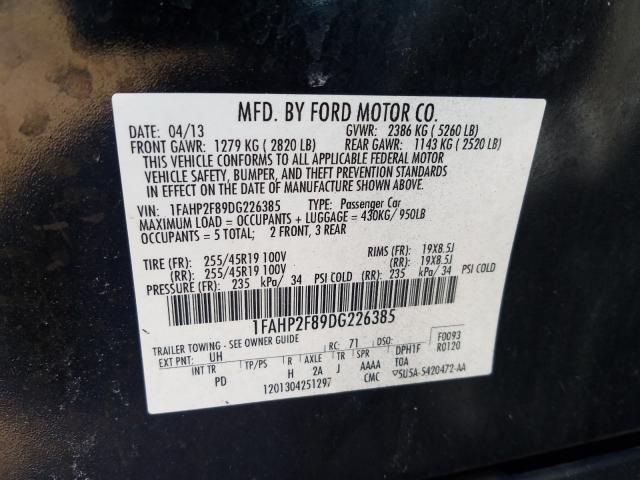 MFD. BY FORD MOTOR CO.
DATE: 04/13 GVWR: 2386 KG ( 5260 LB)
FRONT GAWR: 1279 KG ( 2820 LB) REAR GAWR: 1143 KG ( 2520 LB)
THIS VEHICLE CONFORMS TO ALL APPLICABLE FEDERAL MOTOR
VEHICLE SAFETY, BUMPER, AND THEFT PREVENTION STANDARDS
IN EFFECT ON THE DATE OF MANUFACTURE SHOWN ABOVE.
VIN: 1FAHP2F89DG226385 TYPE: Passenger Car
MAXIMUM LOAD = OCCUPANTS + LUGGAGE = 430KG/ 950LB
OCCUPANTS = 5 TOTAL; 2 FRONT, 3 REAR
TIRE (FR): 255/45R19 100V RIMS (FR): 19X8.5J
(RR): 255/45R19 100V (RR): 19X8.5J
PRESSURE (FR): 235 kPa/ 34 PSI COLD (RR): 235 kPa/ 34 PSI COLD
1FAHP2F89DG226385
TRAILER TOWING - SEE OWNER GUIDE
EXT PNT: UH RC: 71 DSO: F0093
R0120
INT TR TP/PS R AXLE TR SPR DPH1F
PD H 2A J AAAA TOA
1201304251297 CMC ▽5U5A-5420472-AA